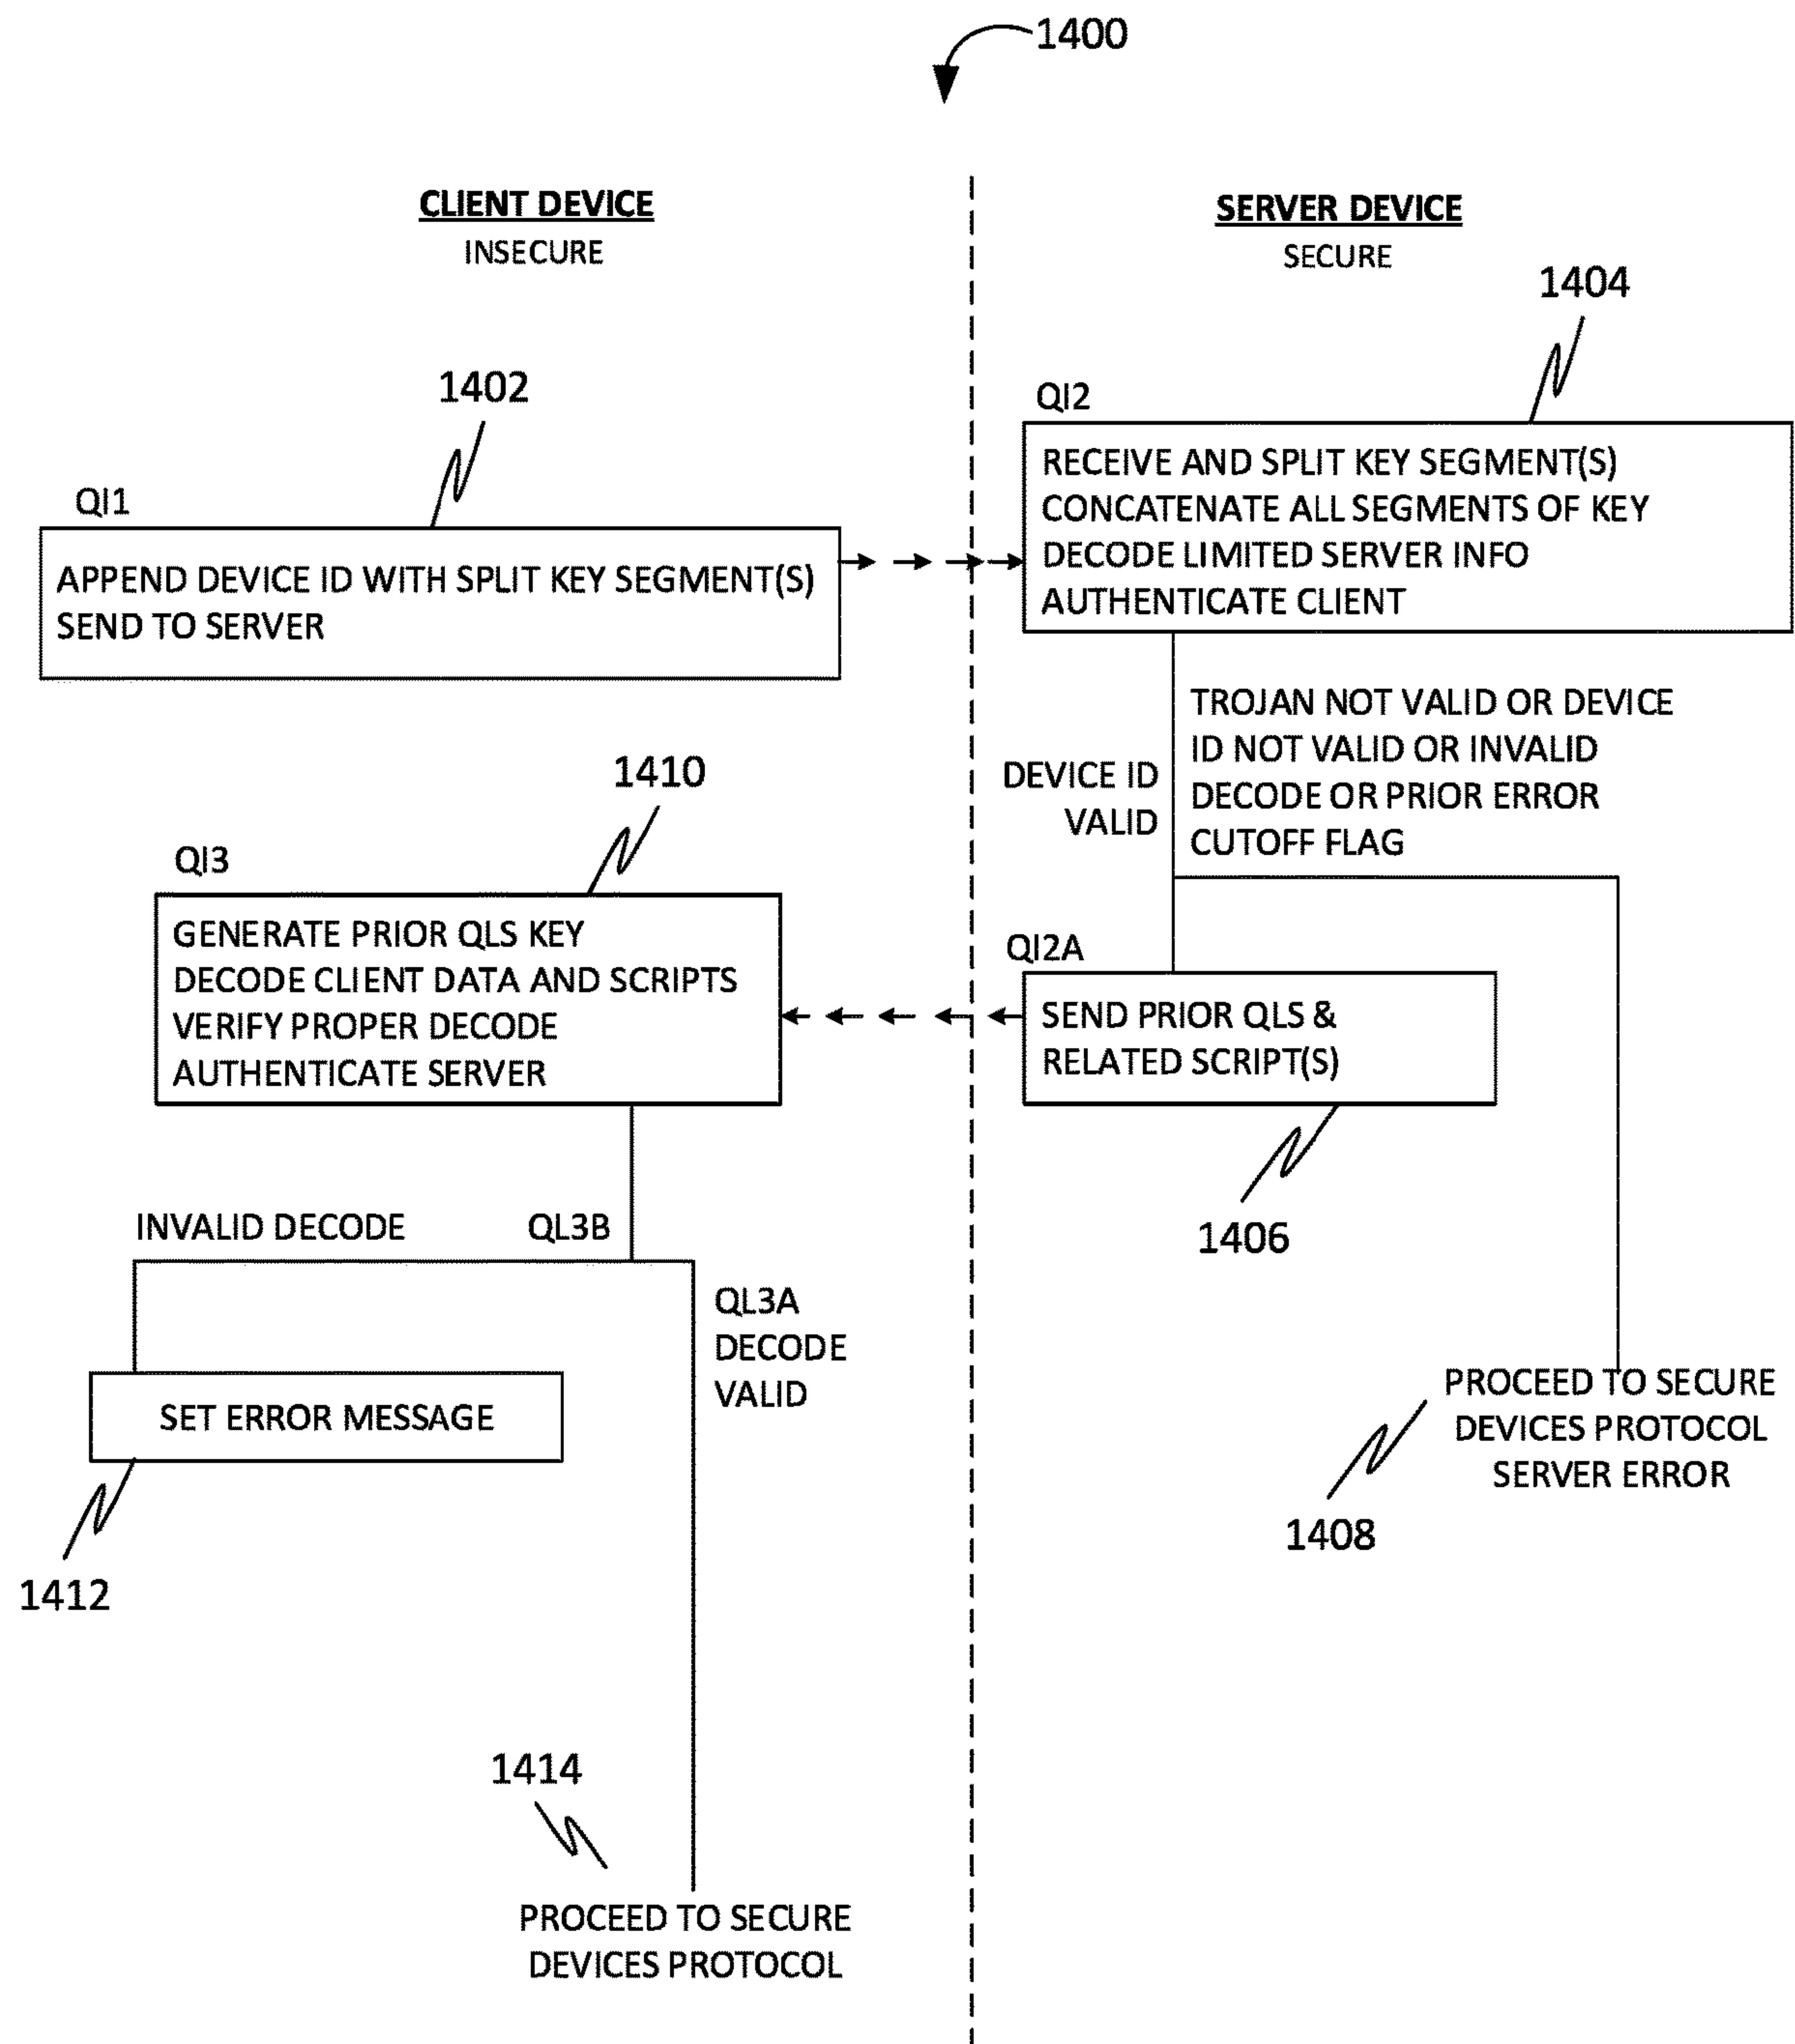 1400
CLIENT DEVICE
INSECURE
SERVER DEVICE
SECURE
1404
1402
QI2
RECEIVE AND SPLIT KEY SEGMENT(S)
CONCATENATE ALL SEGMENTS OF KEY
DECODE LIMITED SERVER INFO
AUTHENTICATE CLIENT
QI1
APPEND DEVICE ID WITH SPLIT KEY SEGMENT(S)
SEND TO SERVER
DEVICE ID
VALID
TROJAN NOT VALID OR DEVICE
ID NOT VALID OR INVALID
DECODE OR PRIOR ERROR
CUTOFF FLAG
1410
QI3
GENERATE PRIOR QLS KEY
DECODE CLIENT DATA AND SCRIPTS
VERIFY PROPER DECODE
AUTHENTICATE SERVER
QI2A
SEND PRIOR QLS &
RELATED SCRIPT(S)
1406
INVALID DECODE
QL3B
QL3A
DECODE
VALID
SET ERROR MESSAGE
1412
PROCEED TO SECURE
DEVICES PROTOCOL
SERVER ERROR
1408
1414
PROCEED TO SECURE
DEVICES PROTOCOL